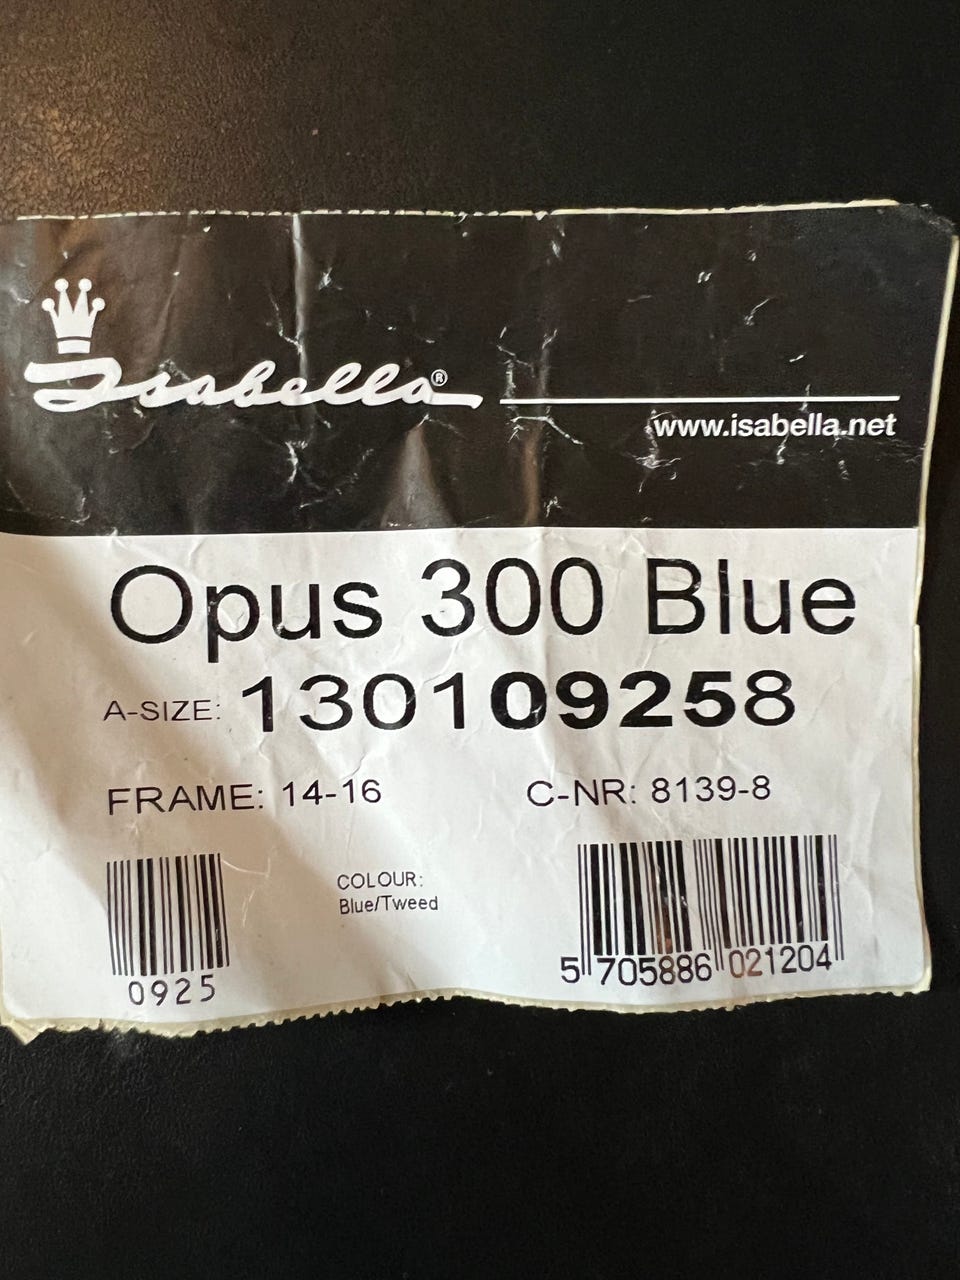 Isabella®
www.isabella.net
Opus 300 Blue
A-SIZE: 130109258
FRAME: 14-16 C-NR: 8139-8
COLOUR:
Blue/Tweed
0925
5 705886 021204